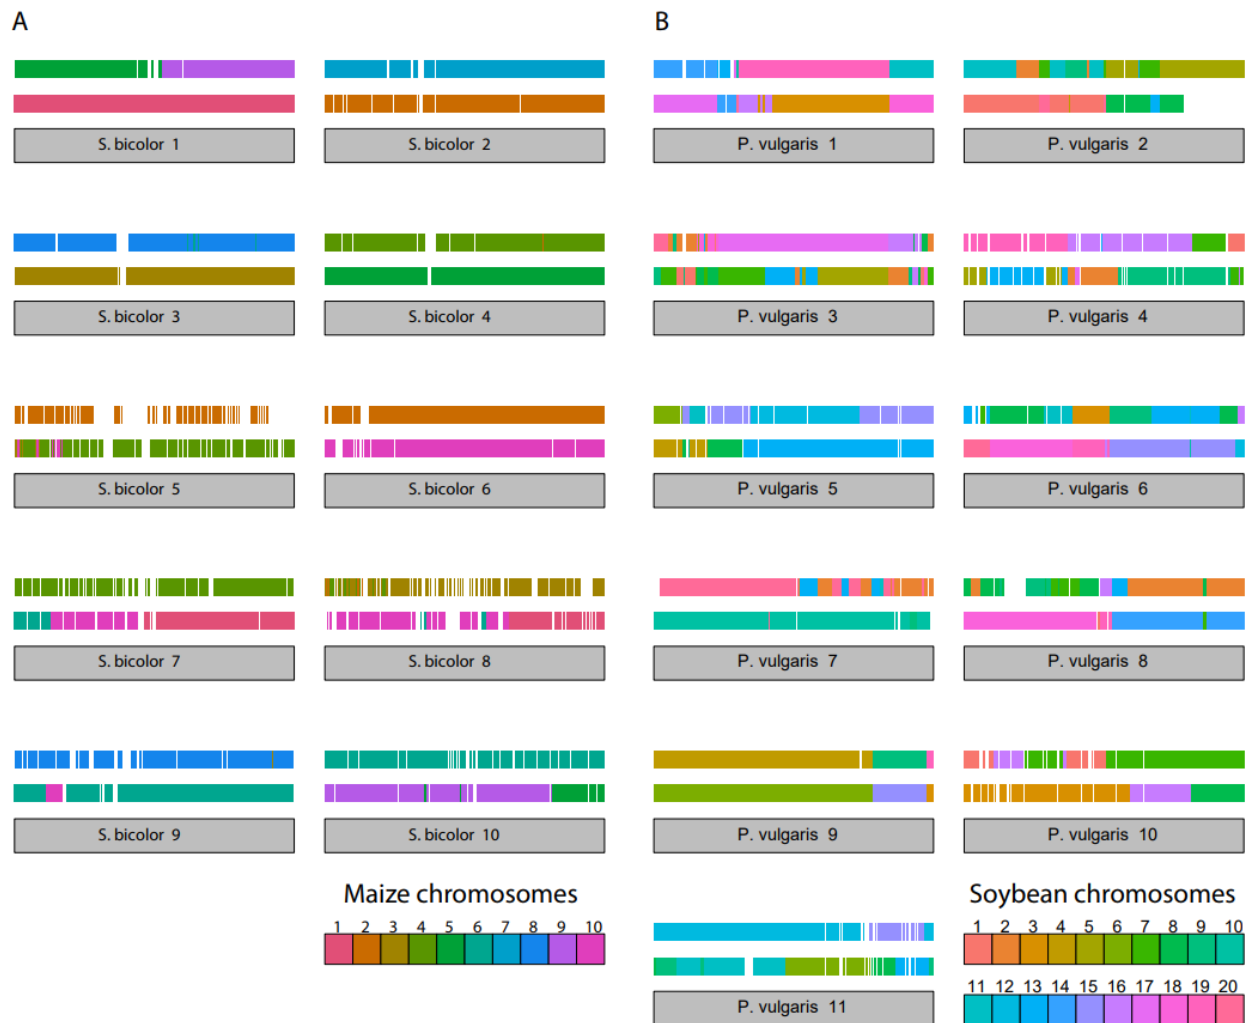 A
B
S. bicolor 1
S. bicolor 2
P. vulgaris 1
P. vulgaris 2
S. bicolor 3
S. bicolor 4
P. vulgaris 3
P. vulgaris 4
S. bicolor 5
S. bicolor 6
P. vulgaris 5
P. vulgaris 6
S. bicolor 7
S. bicolor 8
P. vulgaris 7
P. vulgaris 8
S. bicolor 9
S. bicolor 10
P. vulgaris 9
P. vulgaris 10
Maize chromosomes
1 2 3 4 5 6 7 8 9 10
P. vulgaris 11
Soybean chromosomes
1 2 3 4 5 6 7 8 9 10
11 12 13 14 15 16 17 18 19 20